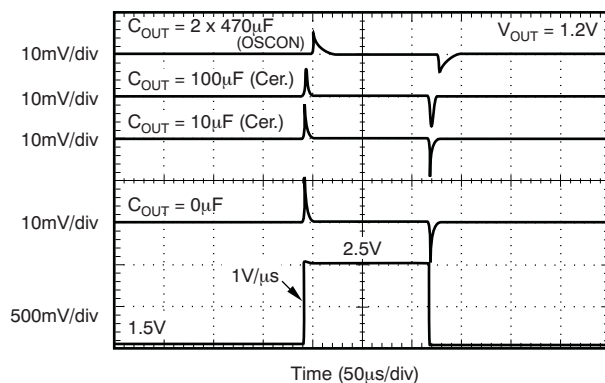 C_OUT = 2 x 470μF
(OSCON)
V_OUT = 1.2V
10mV/div
C_OUT = 100μF (Cer.)
10mV/div
C_OUT = 10μF (Cer.)
10mV/div
C_OUT = 0μF
10mV/div
2.5V
1V/μs
500mV/div
1.5V
Time (50μs/div)